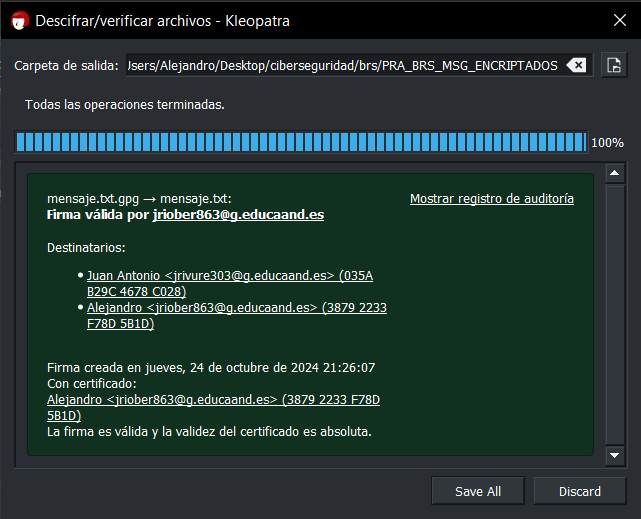 Descifrar/verificar archivos - Kleopatra
Carpeta de salida: Jsers/Alejandro/Desktop/ciberseguridad/brs/PRA_BRS_MSG_ENCRIPTADOS
Todas las operaciones terminadas.
100%
mensaje.txt.gpg → mensaje.txt: Mostrar registro de auditoría
Firma válida por jriober863@g.educaand.es
Destinatarios:
• Juan Antonio <jrivure303@g.educaand.es> (035A
B29C 4678 C028)
• Alejandro <jriober863@g.educaand.es> (3879 2233
F78D 5B1D)
Firma creada en jueves, 24 de octubre de 2024 21:26:07
Con certificado:
Alejandro <jriober863@g.educaand.es> (3879 2233 F78D
5B1D)
La firma es válida y la validez del certificado es absoluta.
Save All Discard